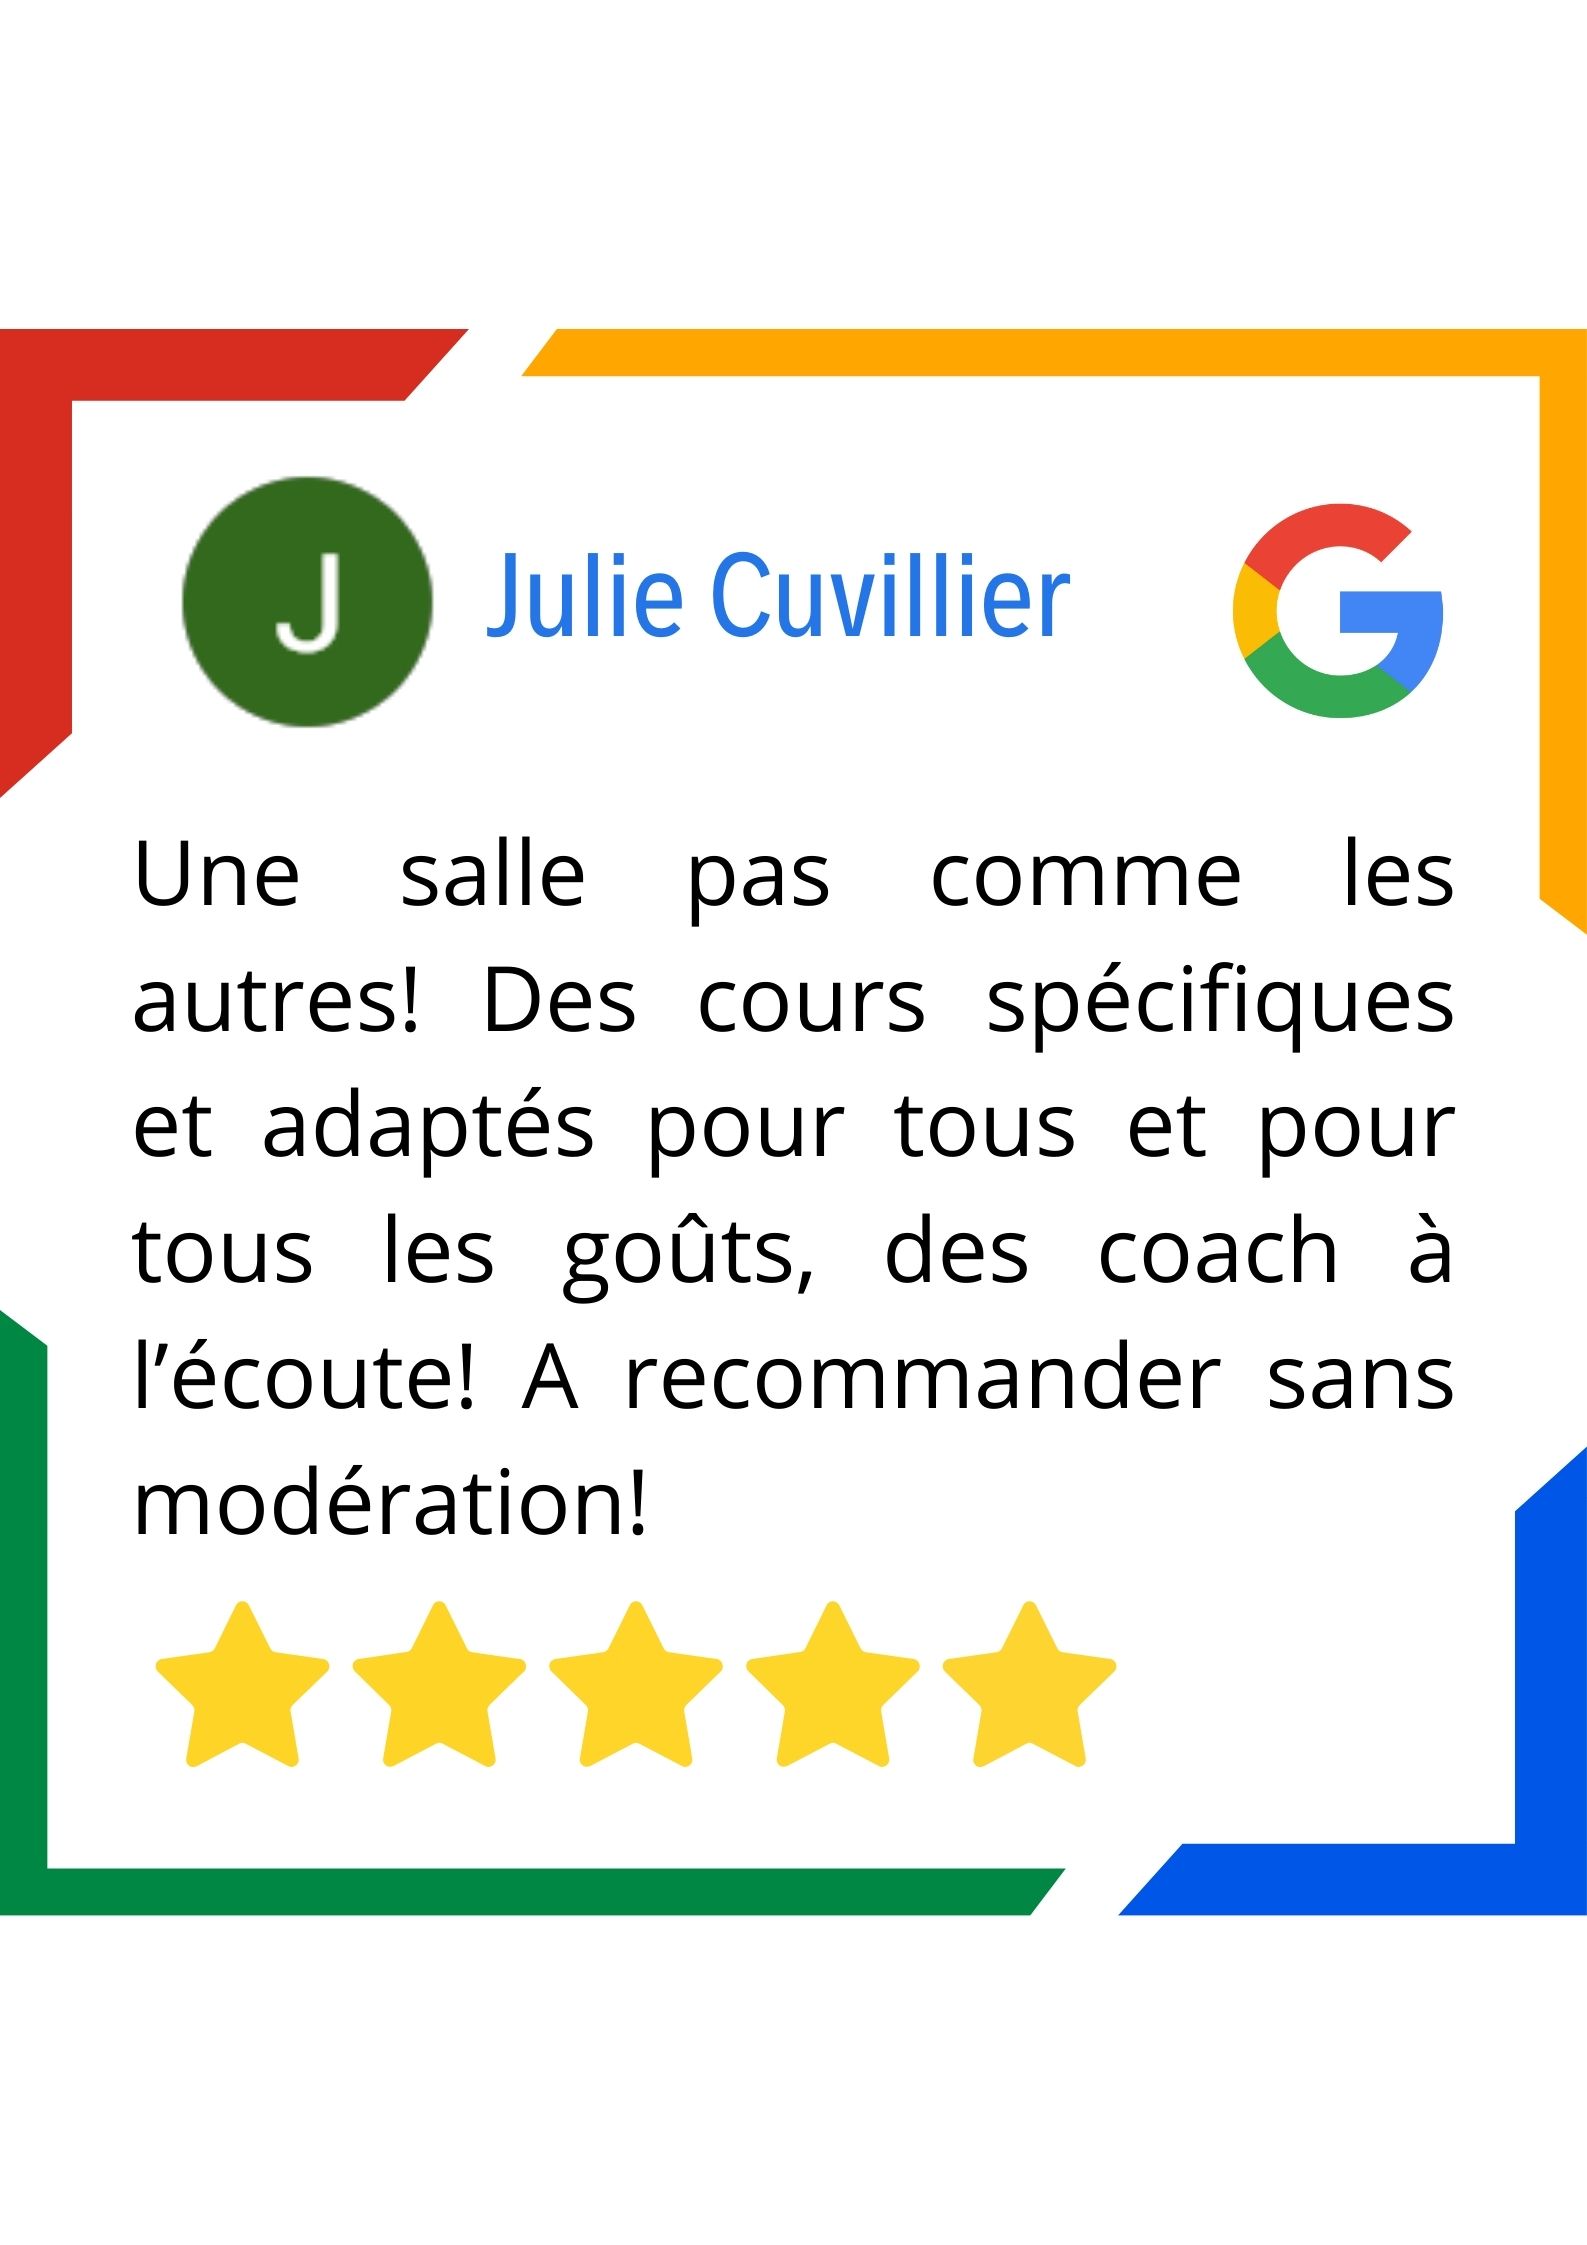 J
Julie Cuvillier
G
Une salle pas comme les
autres! Des cours spécifiques
et adaptés pour tous et pour
tous les goûts, des coach à
l’écoute! A recommander sans
modération!